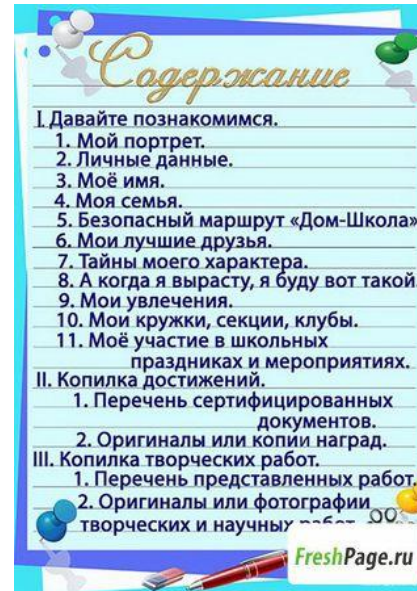 Содержание
I. Давайте познакомимся.
1. Мой портрет.
2. Личные данные.
3. Моё имя.
4. Моя семья.
5. Безопасный маршрут «Дом-Школа»
6. Мои лучшие друзья.
7. Тайны моего характера.
8. А когда я вырасту, я буду вот такой.
9. Мои увлечения.
10. Мои кружки, секции, клубы.
11. Моё участие в школьных
праздниках и мероприятиях.
II. Копилка достижений.
1. Перечень сертифицированных
документов.
2. Оригиналы или копии наград.
III. Копилка творческих работ.
1. Перечень представленных работ.
2. Оригиналы или фотографии
творческих и научных работ.
FreshPage.ru